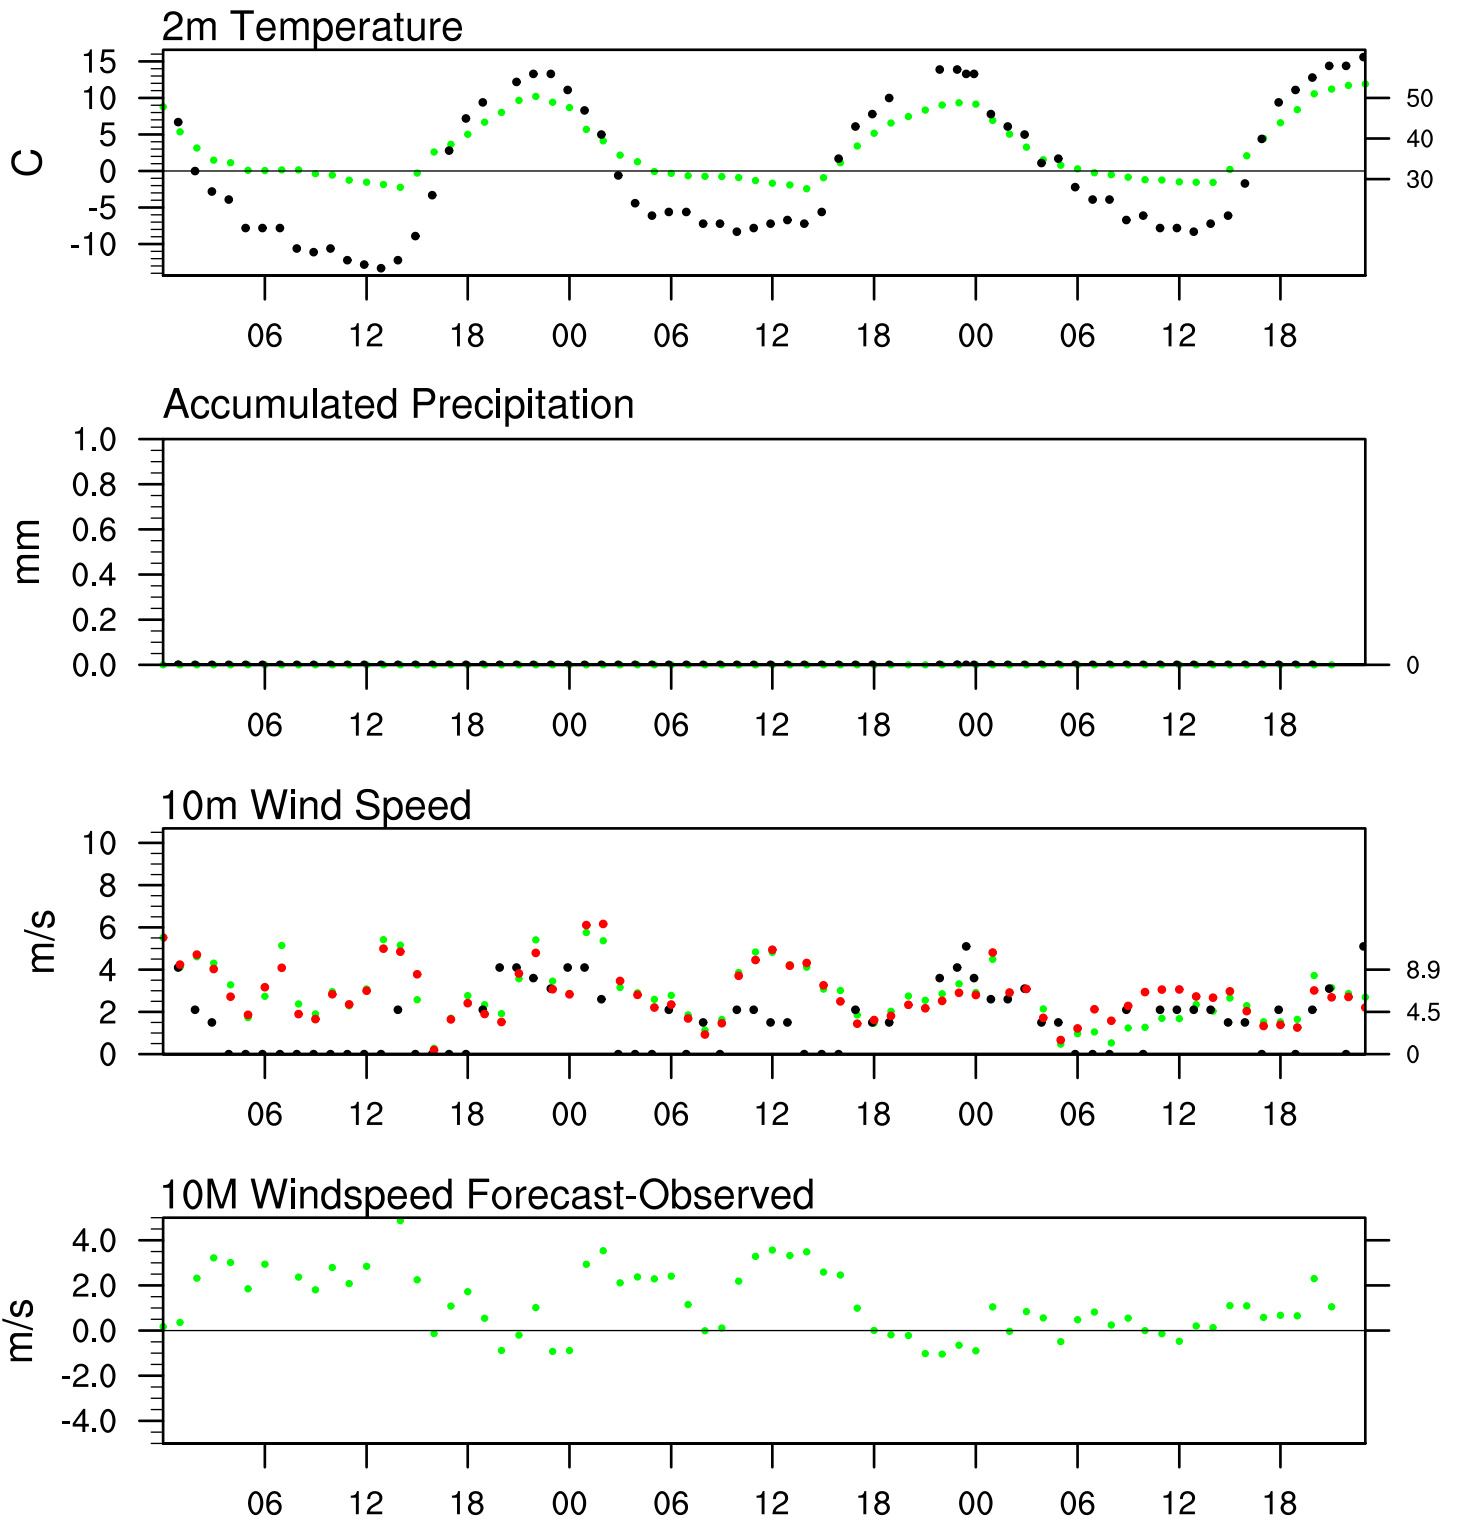 2m Temperature
15
10
5
0
-5
-10
C
50
40
30
06 12 18 00 06 12 18 00 06 12 18
Accumulated Precipitation
1.0
0.8
0.6
0.4
0.2
0.0
mm
0
06 12 18 00 06 12 18 00 06 12 18
10m Wind Speed
10
8
6
4
2
0
m/s
8.9
4.5
0
06 12 18 00 06 12 18 00 06 12 18
10M Windspeed Forecast-Observed
4.0
2.0
0.0
-2.0
-4.0
m/s
06 12 18 00 06 12 18 00 06 12 18